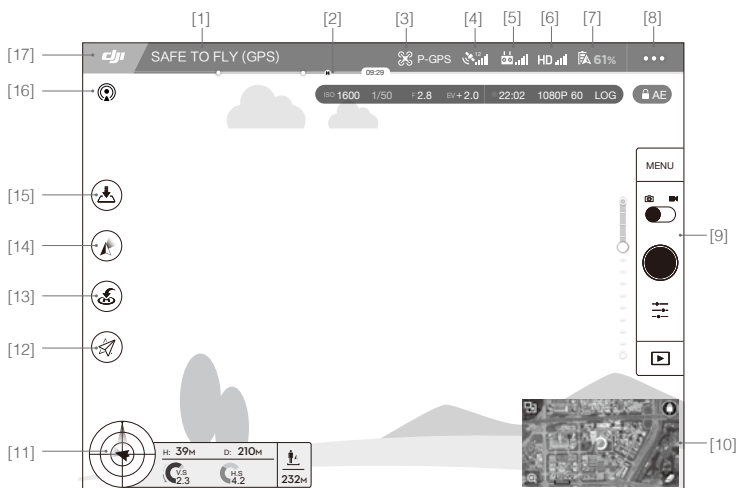 [1] [2] [3] [4] [5] [6] [7] [8]
[17] dji SAFE TO FLY (GPS) P-GPS 12 HD 61%
H 09:29
[16] ISO 1600 1/50 F 2.8 EV +2.0 22:02 1080P 60 LOG AE
MENU
[15]
[9]
[14]
[13]
[12]
[11] H: 39M D: 210M
[10]
V.S 2.3 H.S 4.2 232M